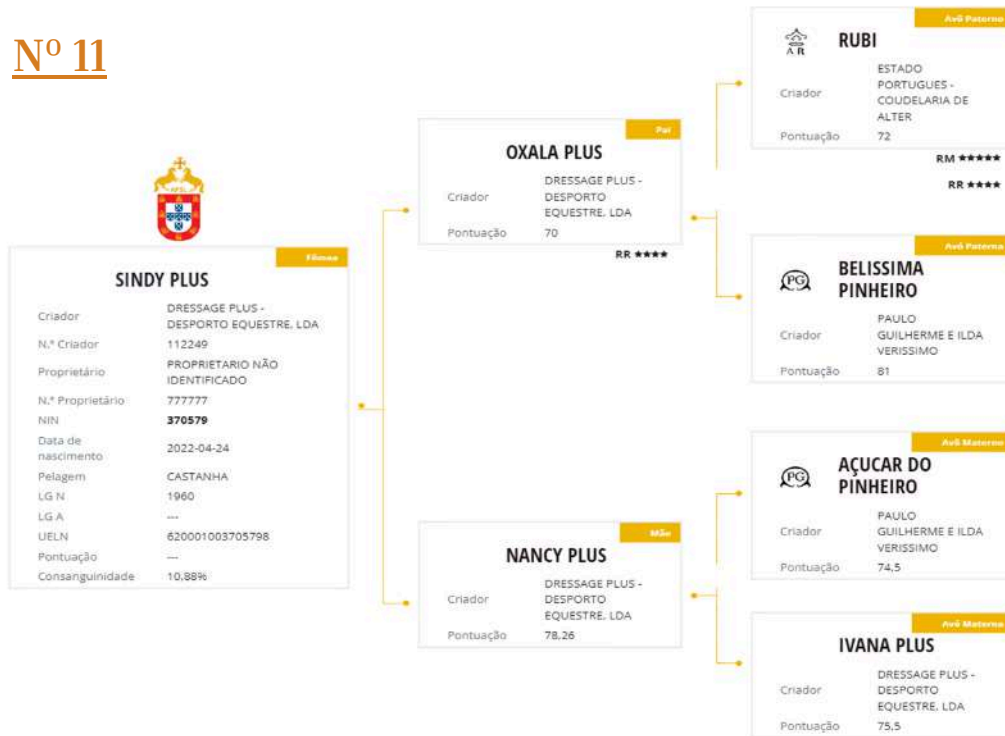 Nº 11
Fêmea
SINDY PLUS
Criador
DRESSAGE PLUS -
DESPORTO EQUESTRE, LDA
N.º Criador 112249
Proprietário
PROPRIETARIO NÃO
IDENTIFICADO
N.º Proprietário 777777
NIN 370579
Data de
nascimento
2022-04-24
Pelagem CASTANHA
LG N 1960
LG A ---
UELN 620001003705798
Pontuação ---
Consanguinidade 10,88%
Pai
OXALA PLUS
Criador
DRESSAGE PLUS -
DESPORTO
EQUESTRE, LDA
Pontuação 70
RR ★★★★
Mãe
NANCY PLUS
Criador
DRESSAGE PLUS -
DESPORTO
EQUESTRE, LDA
Pontuação 78,26
Avô Paterno
AR
RUBI
Criador
ESTADO
PORTUGUES -
COUDELARIA DE
ALTER
Pontuação 72
RM ★★★★★
RR ★★★★
Avó Paterna
PG
BELISSIMA
PINHEIRO
Criador
PAULO
GUILHERME E ILDA
VERISSIMO
Pontuação 81
Avô Materno
PG
AÇUCAR DO
PINHEIRO
Criador
PAULO
GUILHERME E ILDA
VERISSIMO
Pontuação 74,5
Avó Materna
IVANA PLUS
Criador
DRESSAGE PLUS -
DESPORTO
EQUESTRE, LDA
Pontuação 75,5